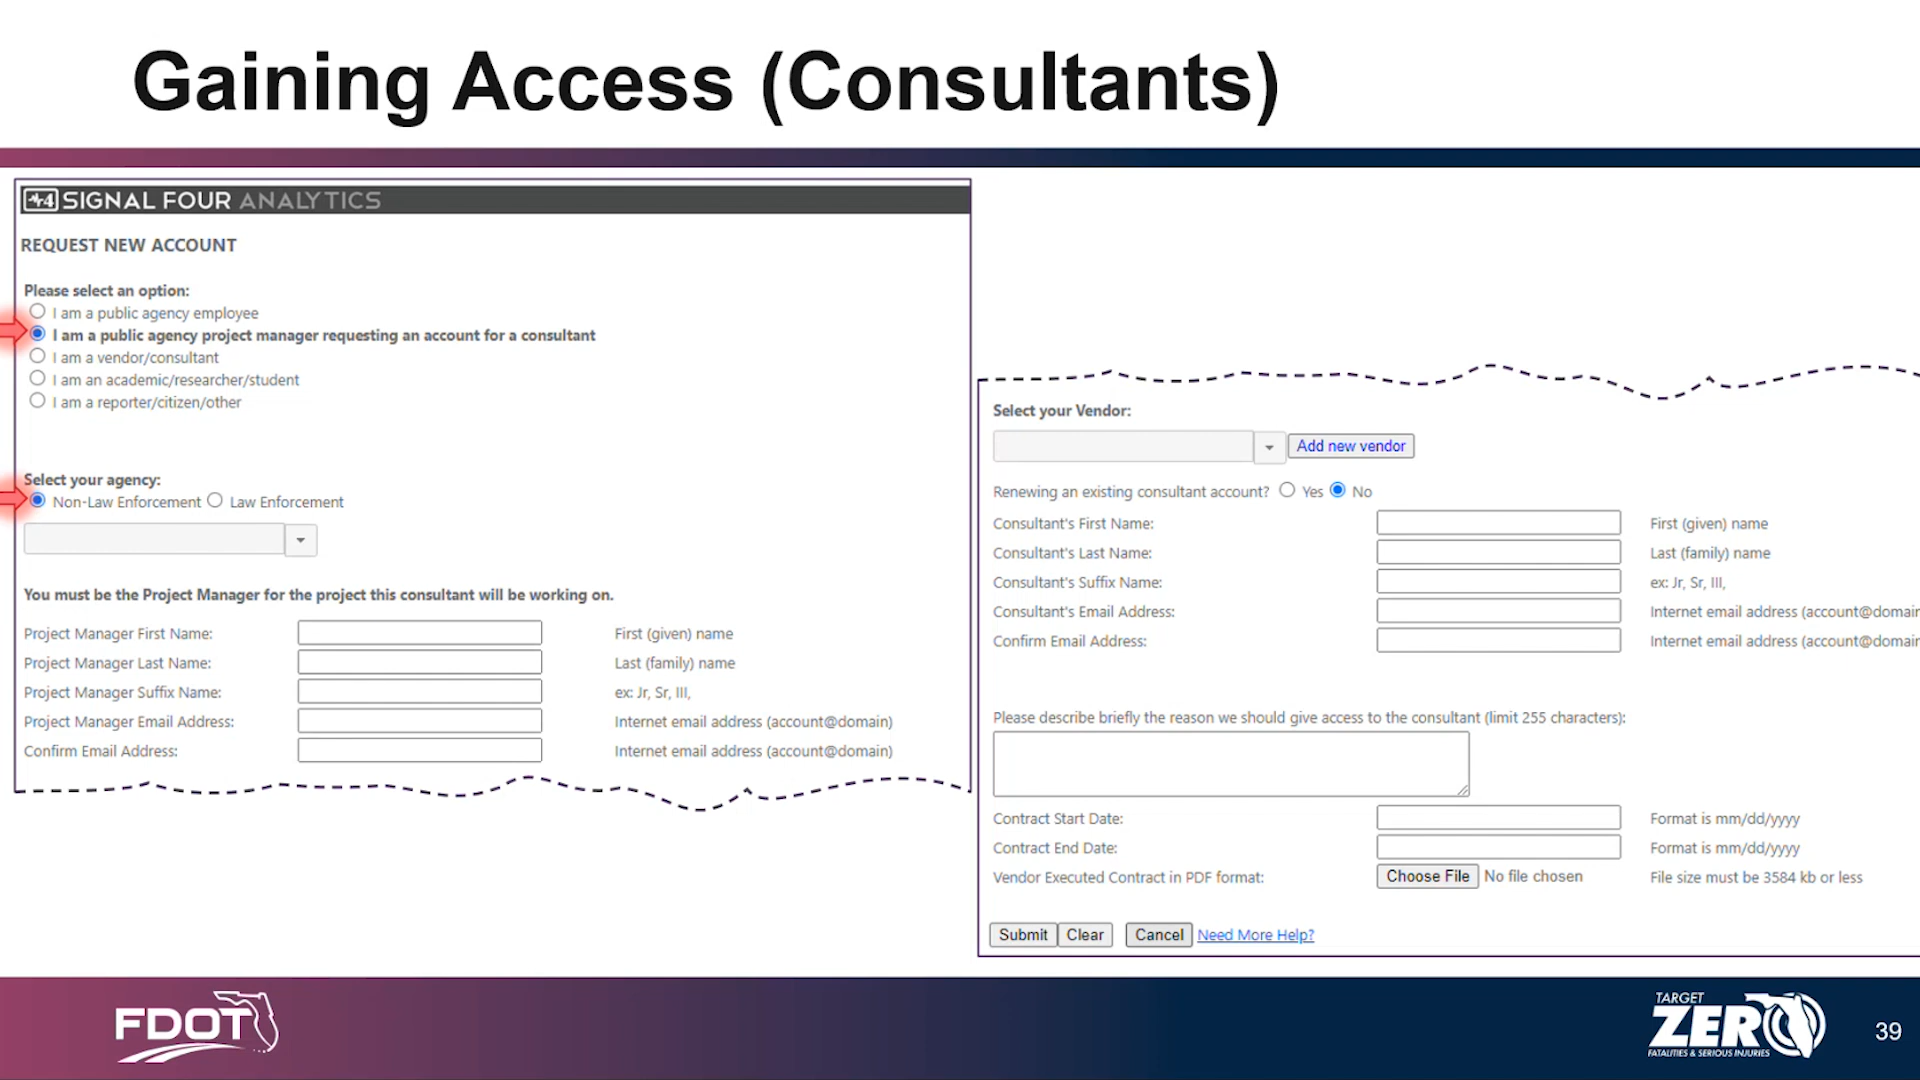 Gaining Access (Consultants)
SIGNAL FOUR ANALYTICS
REQUEST NEW ACCOUNT
Please select an option:
I am a public agency employee
I am a public agency project manager requesting an account for a consultant
I am a vendor/consultant
I am an academic/researcher/student
I am a reporter/citizen/other
Select your agency:
Non-Law Enforcement Law Enforcement
You must be the Project Manager for the project this consultant will be working on.
Project Manager First Name: First (given) name
Project Manager Last Name: Last (family) name
Project Manager Suffix Name: ex: Jr, Sr, III,
Project Manager Email Address: Internet email address (account@domain)
Confirm Email Address: Internet email address (account@domain)
Select your Vendor:
Add new vendor
Renewing an existing consultant account? Yes No
Consultant's First Name: First (given) name
Consultant's Last Name: Last (family) name
Consultant's Suffix Name: ex: Jr, Sr, III,
Consultant's Email Address: Internet email address (account@domain
Confirm Email Address: Internet email address (account@domain
Please describe briefly the reason we should give access to the consultant (limit 255 characters):
Contract Start Date: Format is mm/dd/yyyy
Contract End Date: Format is mm/dd/yyyy
Vendor Executed Contract in PDF format: Choose File No file chosen File size must be 3584 kb or less
Submit Clear Cancel Need More Help?
FDOT
TARGET
ZERO
FATALITIES & SERIOUS INJURIES
39